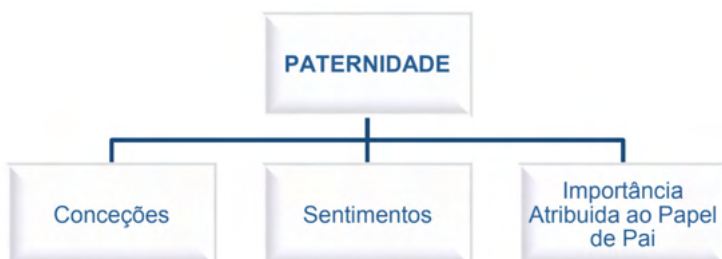 PATERNIDADE
Conceções
Sentimentos
Importância
Atribuida ao Papel
de Pai